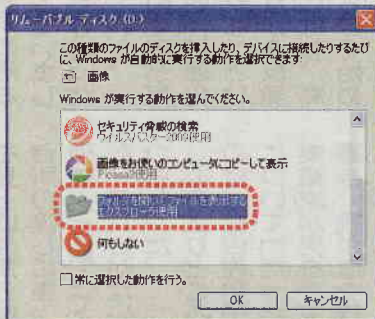 リムーバブル ディスク (D:)
この種類のファイルのディスクを挿入したり、デバイスに接続したりするたび
に、Windows が自動的に実行する動作を選択できます:
画像
Windows が実行する動作を選んでください。
セキュリティ脅威の検索
ウイルスバスター2009使用
画像をお使いのコンピュータにコピーして表示
Picasa2使用
フォルダを開いてファイルを表示する
エクスプローラ使用
何もしない
常に選択した動作を行う。
OK
キャンセル